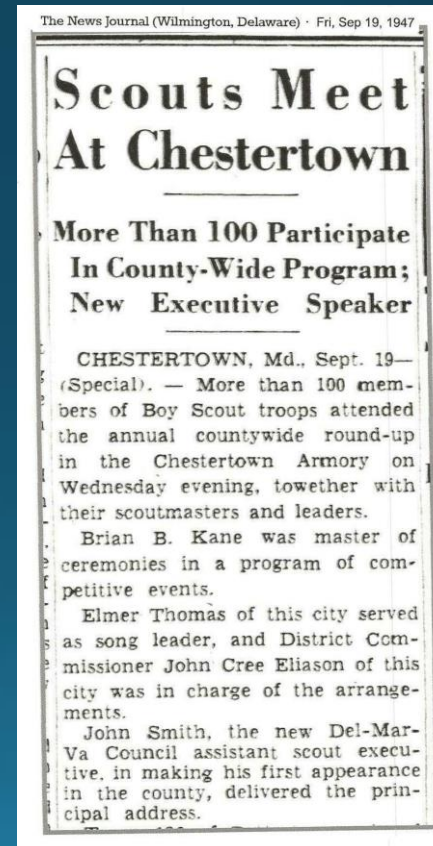 The News Journal (Wilmington, Delaware) · Fri, Sep 19, 1947
Scouts Meet
At Chestertown
More Than 100 Participate
In County-Wide Program;
New Executive Speaker
CHESTERTOWN, Md., Sept. 19—
(Special). — More than 100 mem-
bers of Boy Scout troops attended
the annual countywide round-up
in the Chestertown Armory on
Wednesday evening, towether with
their scoutmasters and leaders.
Brian B. Kane was master of
ceremonies in a program of com-
petitive events.
Elmer Thomas of this city served
as song leader, and District Com-
missioner John Cree Eliason of this
city was in charge of the arrange-
ments.
John Smith, the new Del-Mar-
Va Council assistant scout execu-
tive, in making his first appearance
in the county, delivered the prin-
cipal address.